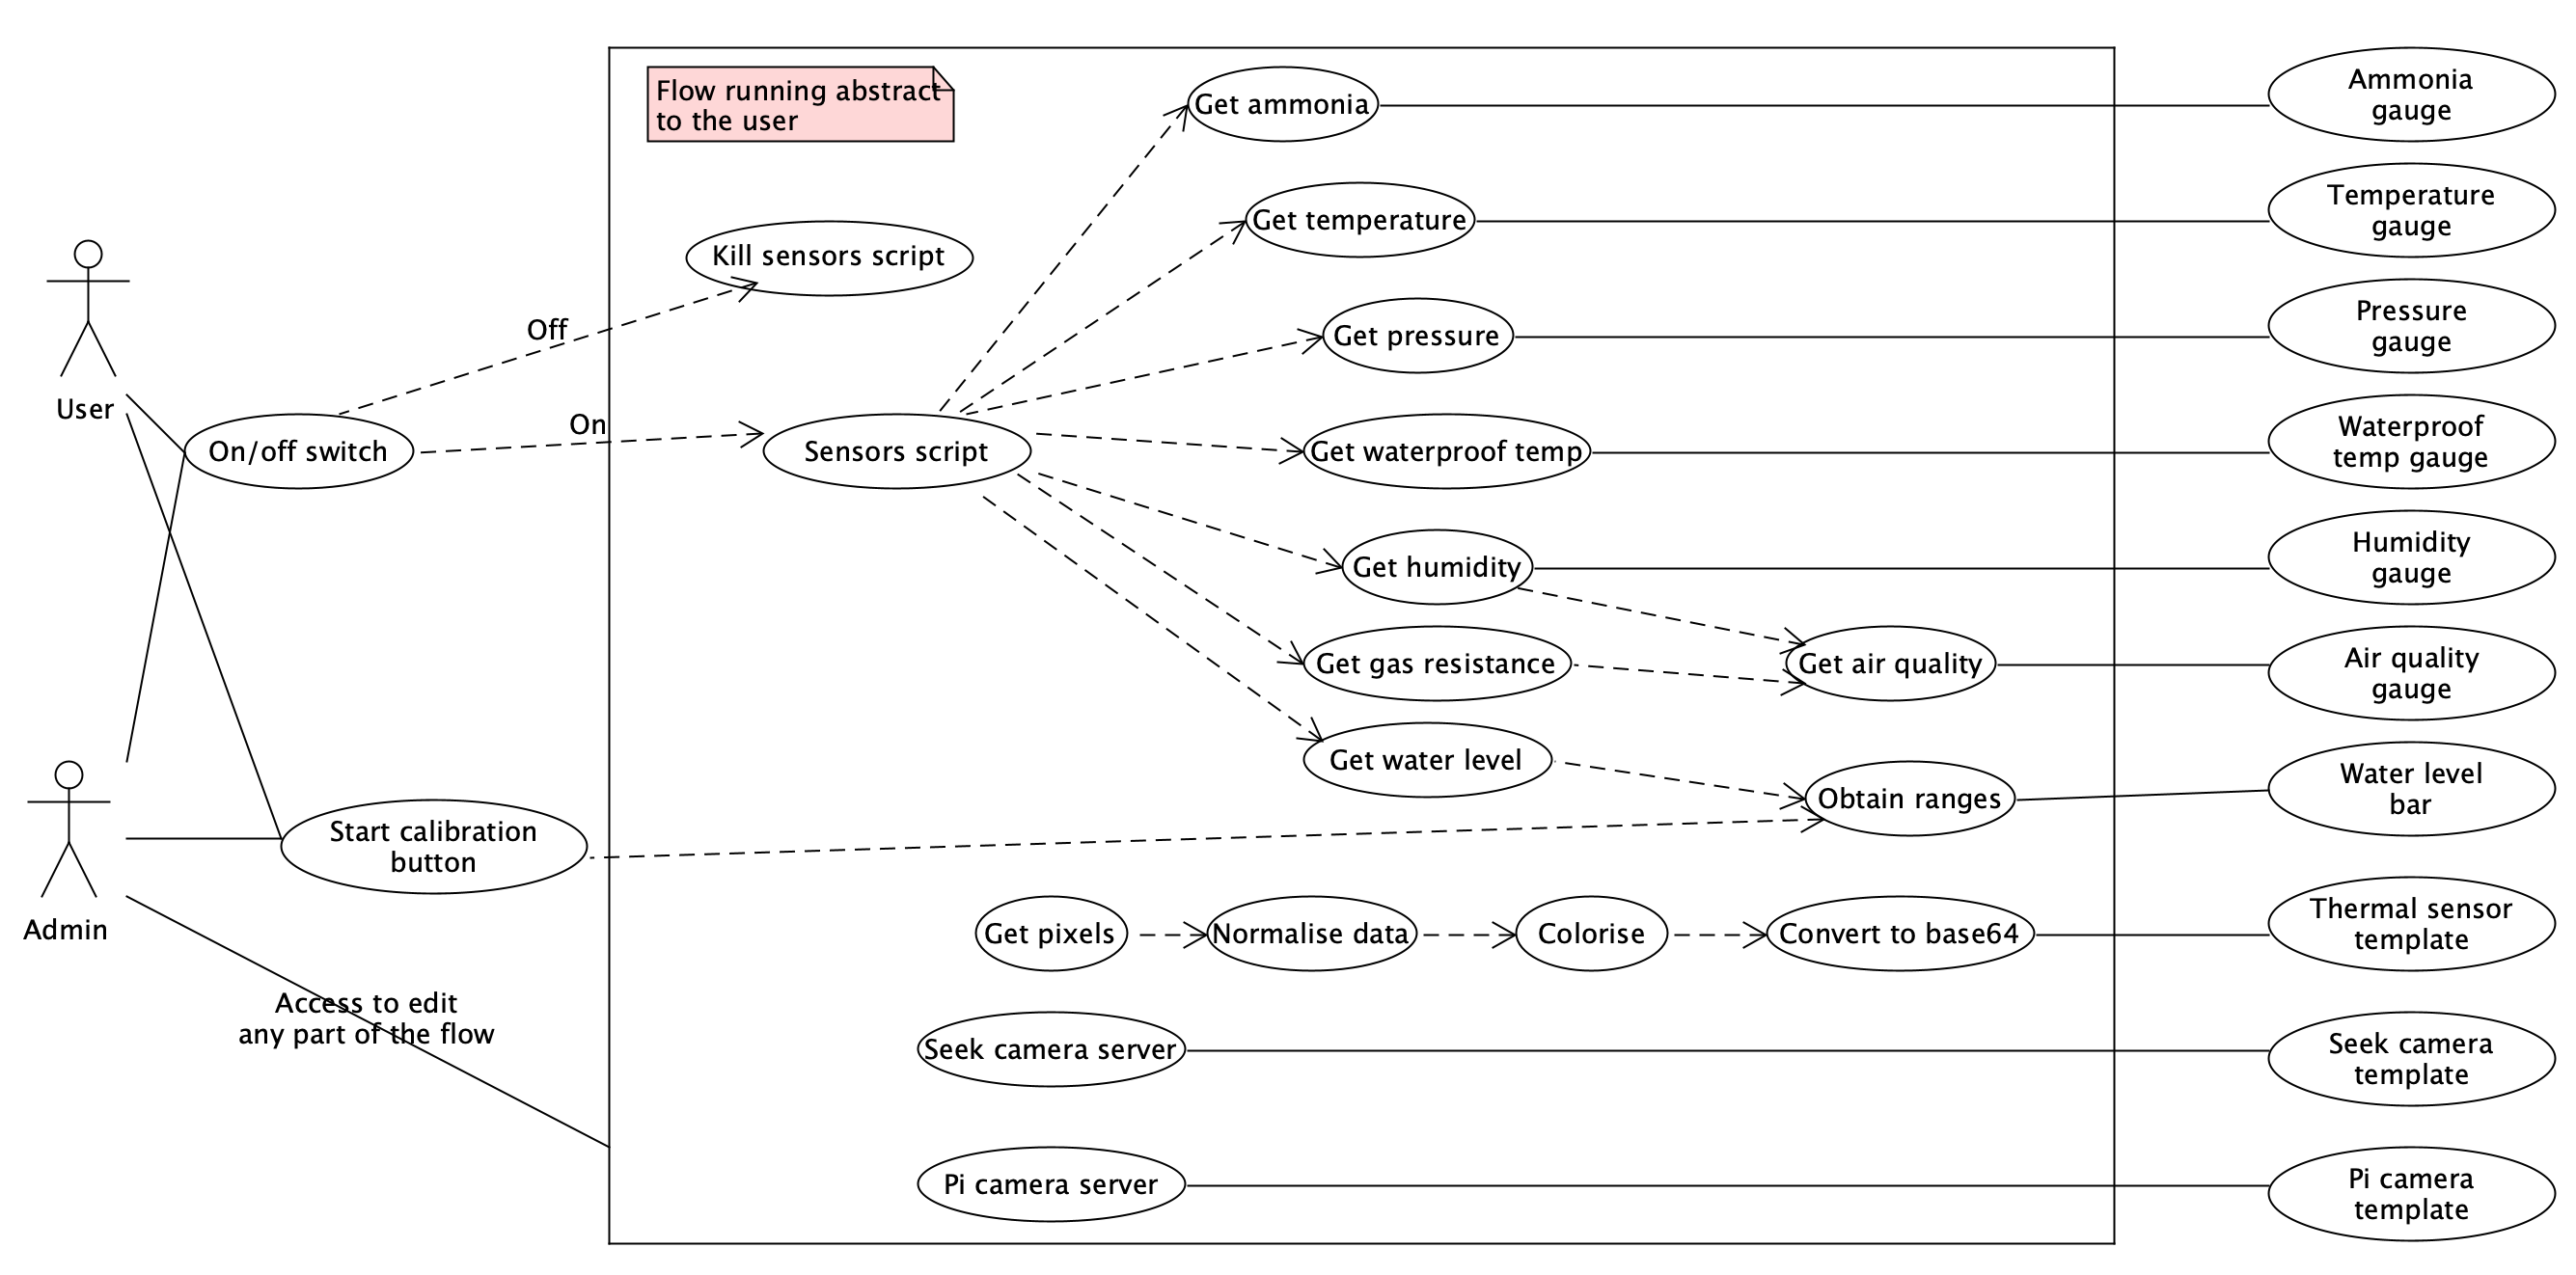 Flow running abstract
to the user
Get ammonia
Ammonia
gauge
Get temperature
Temperature
gauge
Kill sensors script
Off
Get pressure
Pressure
gauge
User
On/off switch
On
Sensors script
Get waterproof temp
Waterproof
temp gauge
Get humidity
Humidity
gauge
Get gas resistance
Get air quality
Air quality
gauge
Get water level
Obtain ranges
Water level
bar
Admin
Start calibration
button
Get pixels
Normalise data
Colorise
Convert to base64
Thermal sensor
template
Access to edit
any part of the flow
Seek camera server
Seek camera
template
Pi camera server
Pi camera
template